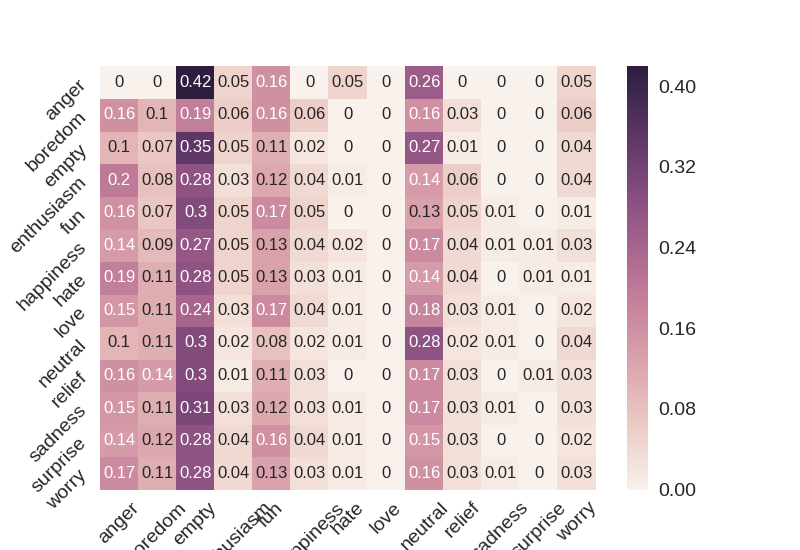 anger 0 0 0.42 0.05 0.16 0 0.05 0 0.26 0 0 0 0.05 0.40
boredom 0.16 0.1 0.19 0.06 0.16 0.06 0 0 0.16 0.03 0 0 0.06
empty 0.1 0.07 0.35 0.05 0.11 0.02 0 0 0.27 0.01 0 0 0.04 0.32
enthusiasm 0.2 0.08 0.28 0.03 0.12 0.04 0.01 0 0.14 0.06 0 0 0.04
fun 0.16 0.07 0.3 0.05 0.17 0.05 0 0 0.13 0.05 0.01 0 0.01
happiness 0.14 0.09 0.27 0.05 0.13 0.04 0.02 0 0.17 0.04 0.01 0.01 0.03 0.24
hate 0.19 0.11 0.28 0.05 0.13 0.03 0.01 0 0.14 0.04 0 0.01 0.01
love 0.15 0.11 0.24 0.03 0.17 0.04 0.01 0 0.18 0.03 0.01 0 0.02 0.16
neutral 0.1 0.11 0.3 0.02 0.08 0.02 0.01 0 0.28 0.02 0.01 0 0.04
relief 0.16 0.14 0.3 0.01 0.11 0.03 0 0 0.17 0.03 0 0.01 0.03
sadness 0.15 0.11 0.31 0.03 0.12 0.03 0.01 0 0.17 0.03 0.01 0 0.03 0.08
surprise 0.14 0.12 0.28 0.04 0.16 0.04 0.01 0 0.15 0.03 0 0 0.02
worry 0.17 0.11 0.28 0.04 0.13 0.03 0.01 0 0.16 0.03 0.01 0 0.03 0.00
anger oredom empty husiasm fun ppiness hate love neutral relief sadness surprise worry